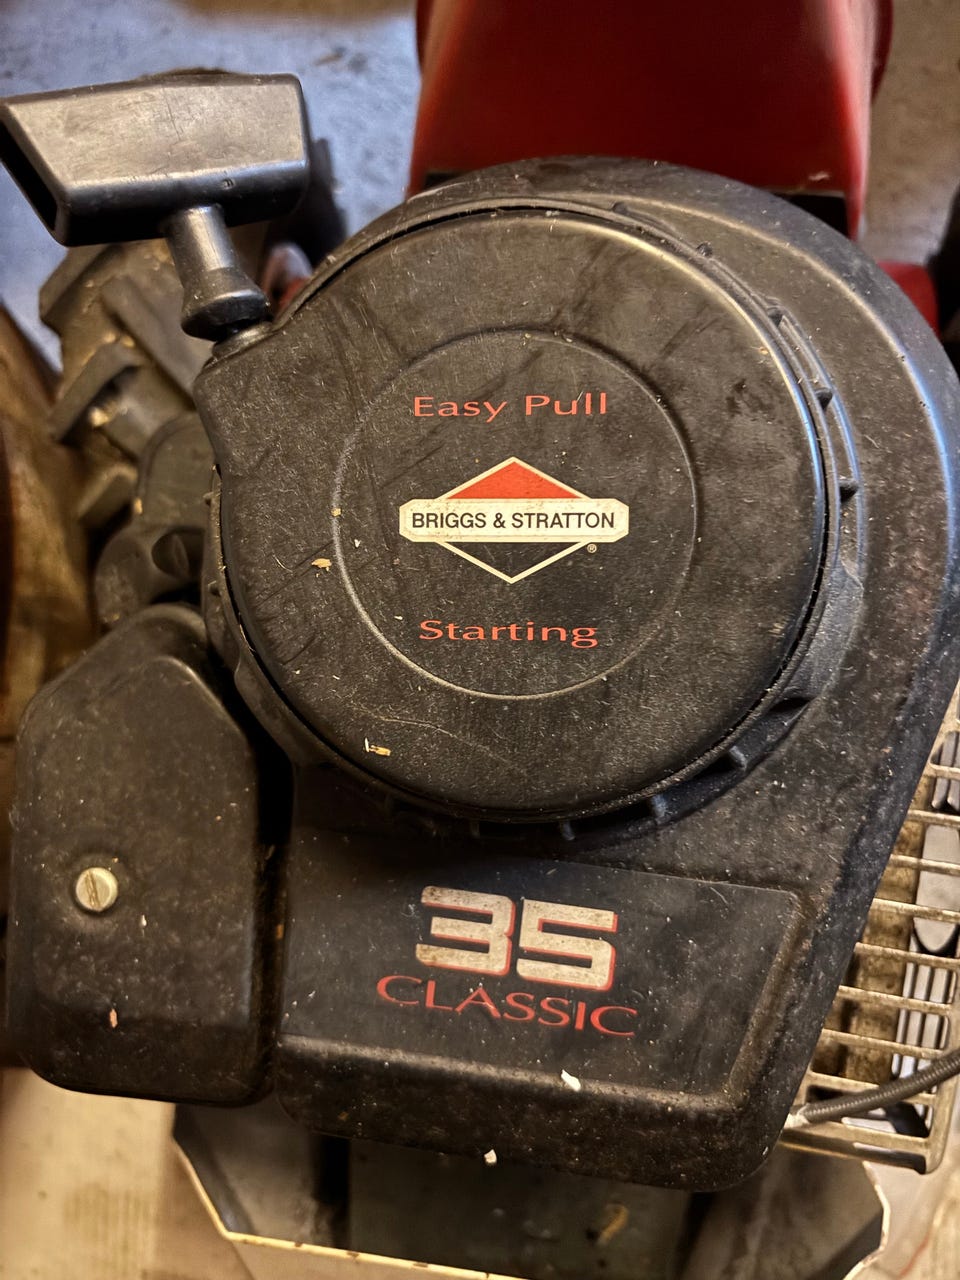 Easy Pull
BRIGGS & STRATTON
®
Starting
35
CLASSIC